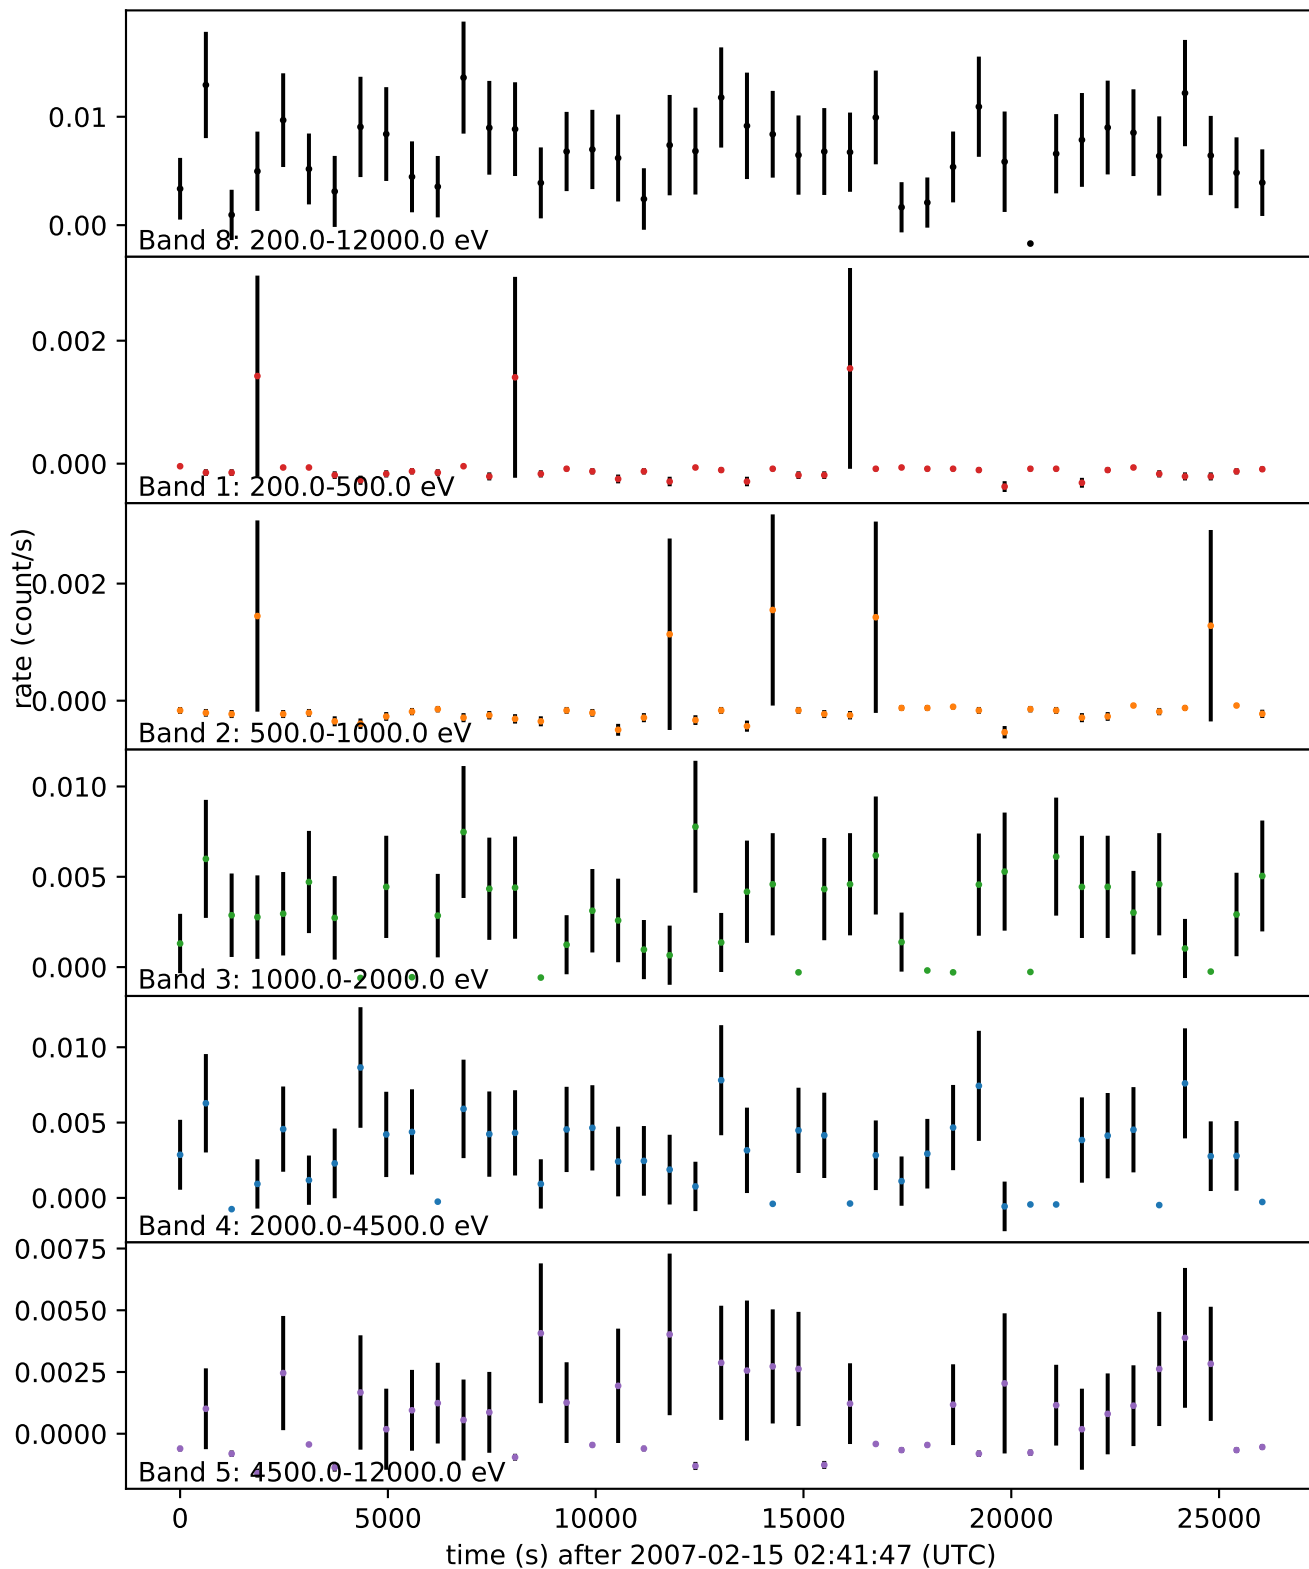 0.01
0.00
Band 8: 200.0-12000.0 eV
0.002
0.000
Band 1: 200.0-500.0 eV
rate (count/s)
0.002
0.000
Band 2: 500.0-1000.0 eV
0.010
0.005
0.000
Band 3: 1000.0-2000.0 eV
0.010
0.005
0.000
Band 4: 2000.0-4500.0 eV
0.0075
0.0050
0.0025
0.0000
Band 5: 4500.0-12000.0 eV
0 5000 10000 15000 20000 25000
time (s) after 2007-02-15 02:41:47 (UTC)